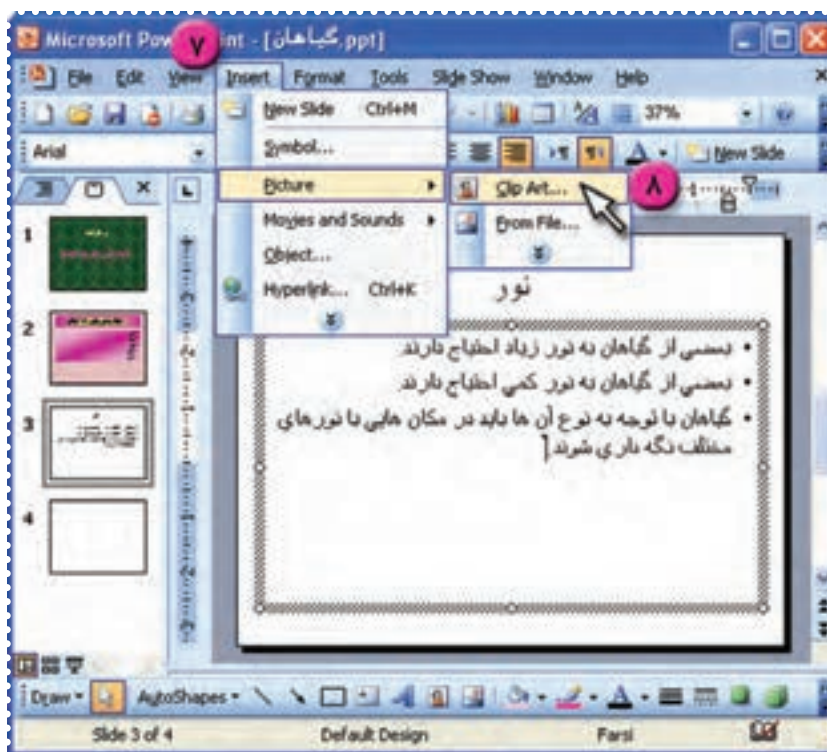 Microsoft Pow int - [گیاهان.ppt]
۷
File Edit View Insert Format Tools Slide Show Window Help
New Slide Ctrl+M
37%
Arial
Symbol...
New Slide
Picture
Clip Art...
۸
Movies and Sounds
From File...
Object...
Hyperlink... Ctrl+K
1
2
3
4
نور
• بعضی از گیاهان به نور زیاد احتیاج دارند
• بعضی از گیاهان به نور کمی احتیاج دارند
• گیاهان با توجه به نوع آن ها باید در مکان هایی با نورهای
مختلف نگه داری شوند
Draw AutoShapes
Slide 3 of 4 Default Design Farsi